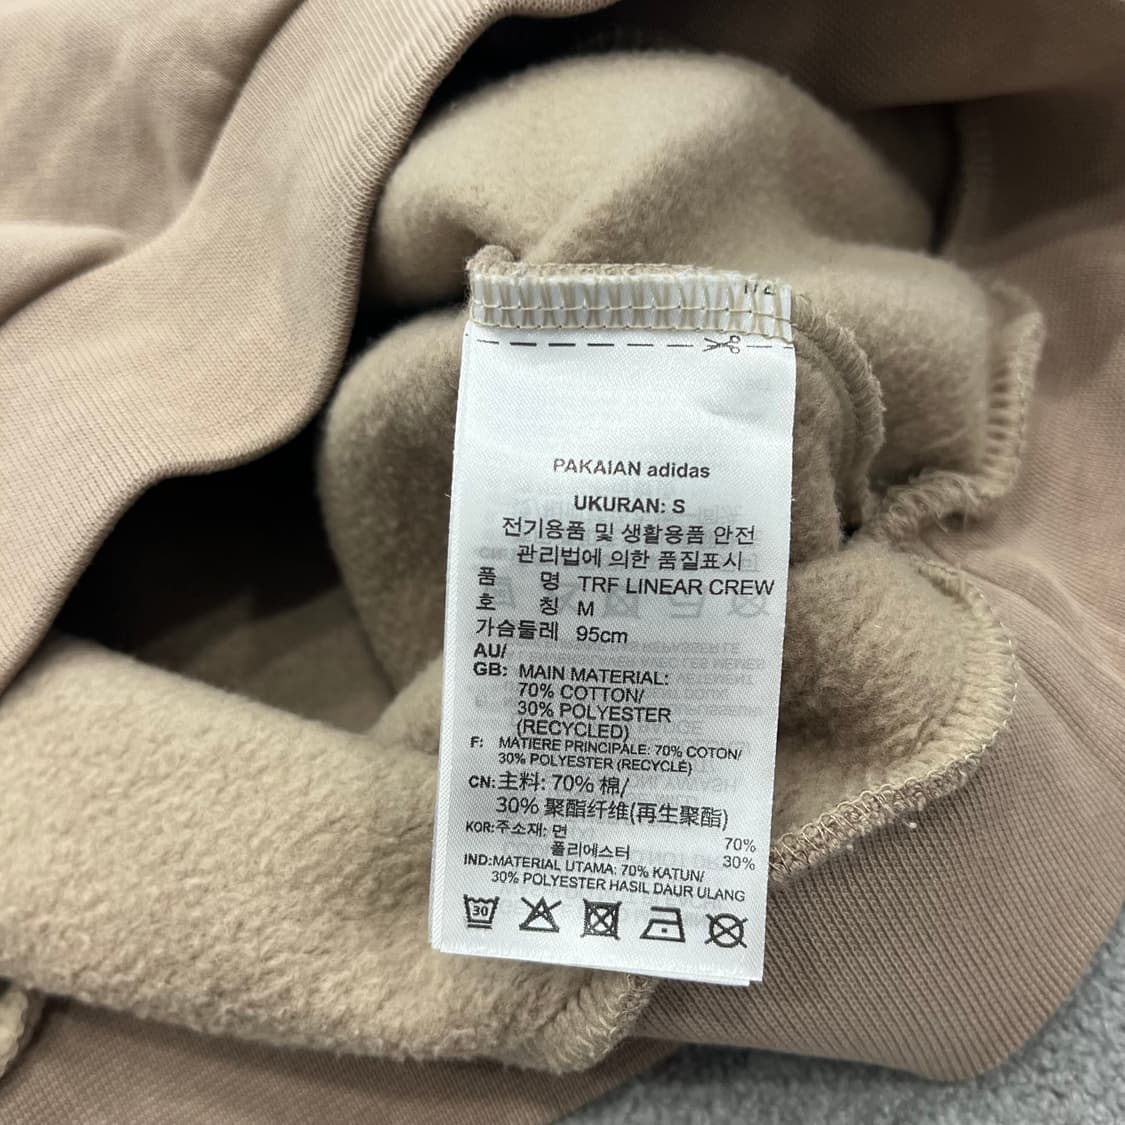 PAKAIAN adidas
UKURAN: S
전기용품 및 생활용품 안전
관리법에 의한 품질표시
품 명 TRF LINEAR CREW
호 칭 M
가슴둘레 95cm
AU/
GB: MAIN MATERIAL:
70% COTTON/
30% POLYESTER
(RECYCLED)
F: MATIERE PRINCIPALE: 70% COTON/
30% POLYESTER (RECYCLÉ)
CN: 主料: 70% 棉/
30% 聚酯纤维(再生聚酯)
KOR: 주소재: 면 70%
폴리에스터 30%
IND: MATERIAL UTAMA: 70% KATUN/
30% POLYESTER HASIL DAUR ULANG
30